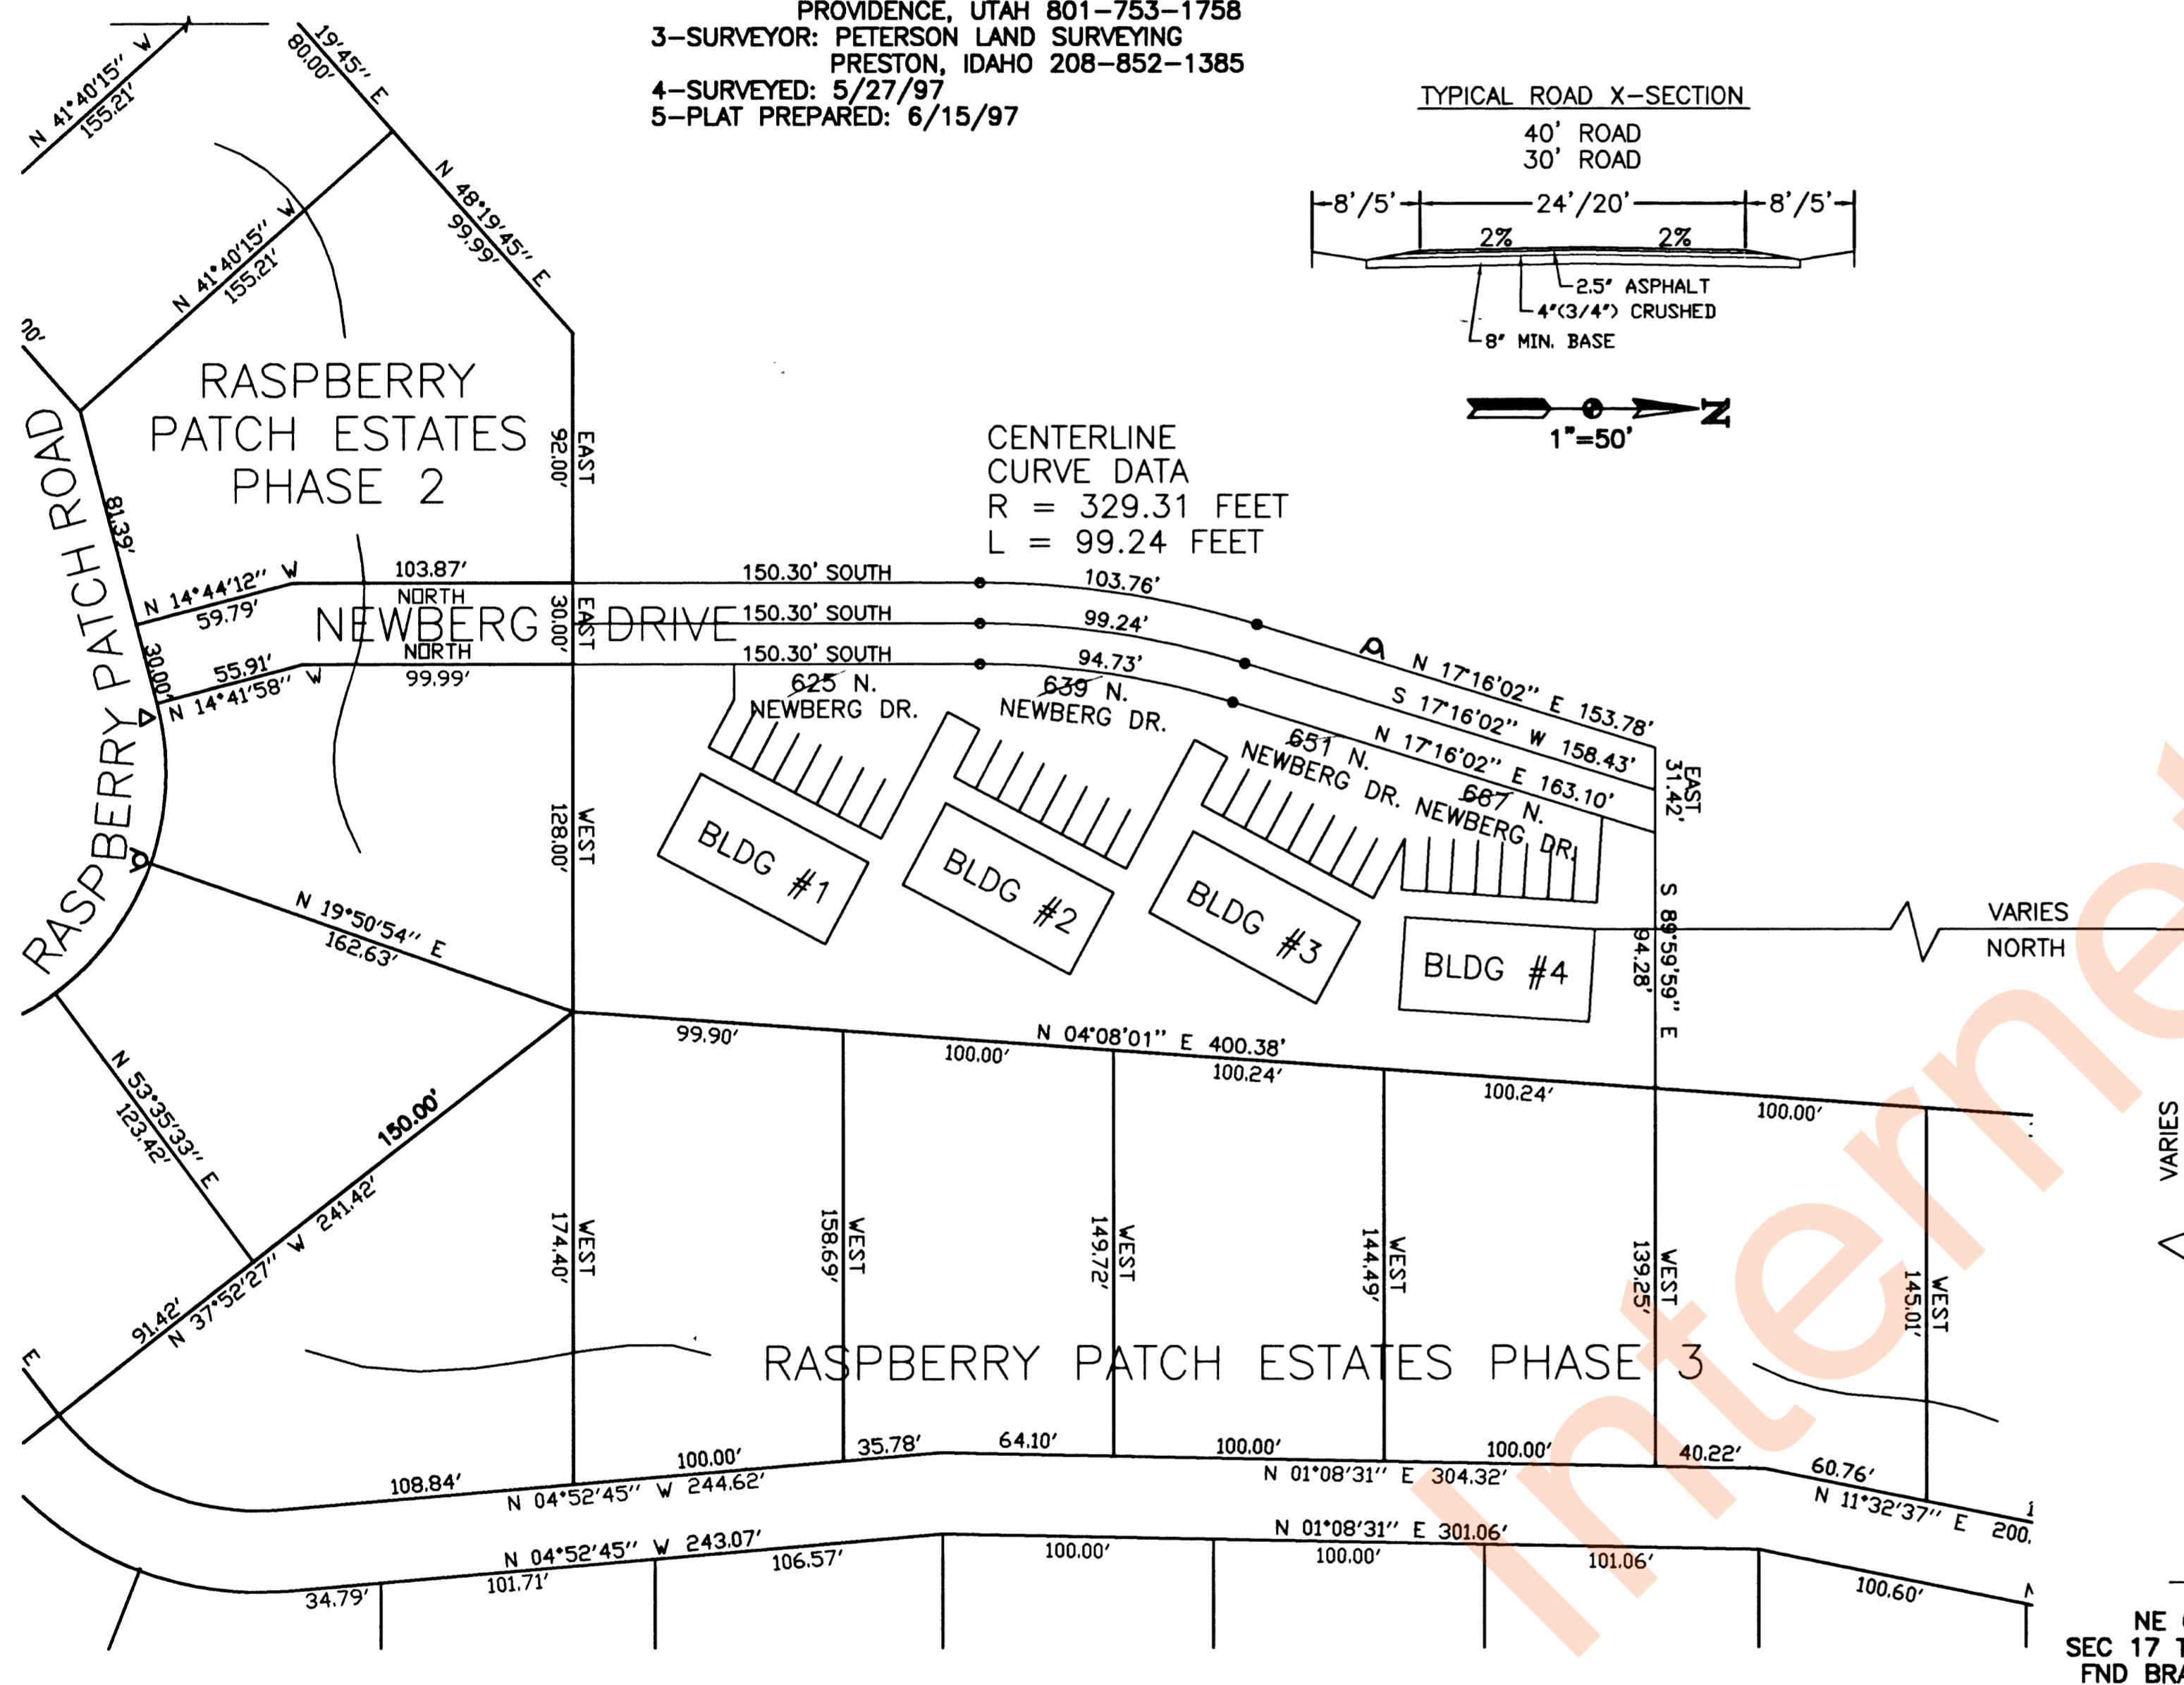 PROVIDENCE, UTAH 801-753-1758
3-SURVEYOR: PETERSON LAND SURVEYING
PRESTON, IDAHO 208-852-1385
4-SURVEYED: 5/27/97
5-PLAT PREPARED: 6/15/97
TYPICAL ROAD X-SECTION
40' ROAD
30' ROAD
8'/5' 24'/20' 8'/5'
2% 2%
2.5" ASPHALT
4"(3/4") CRUSHED
8" MIN. BASE
N
1"=50'
N 41°40'15" W
155.21'
19'45" E
80.00'
N 48°19'45" E
99.99'
N 41°40'15" W
155.21'
RASPBERRY
PATCH ESTATES
PHASE 2
EAST
92.00'
CENTERLINE
CURVE DATA
R = 329.31 FEET
L = 99.24 FEET
RASPBERRY PATCH ROAD
81.39'
N 14°44'12" W
59.79'
103.87'
NORTH
NEWBERG DRIVE
EAST
30.00'
30.00'
NORTH
99.99'
55.91'
N 14°41'58" W
150.30' SOUTH
150.30' SOUTH
150.30' SOUTH
103.76'
99.24'
94.73'
N 17°16'02" E 153.78'
S 17°16'02" W 158.43'
N 17°16'02" E 163.10'
EAST
31.42'
625 N.
NEWBERG DR.
639 N.
NEWBERG DR.
651 N.
NEWBERG DR.
667 N.
NEWBERG DR.
BLDG #1
BLDG #2
BLDG #3
BLDG #4
WEST
128.00'
S 89°59'59" E
94.28'
VARIES
NORTH
VARIES
RASPBERRY
N 19°50'54" E
162.63'
99.90'
N 04°08'01" E 400.38'
100.00'
100.24'
100.24'
100.00'
N 53°35'33" E
123.42'
150.00'
241.42'
N 37°52'27" W
91.42'
E
WEST
174.40'
WEST
158.69'
WEST
149.72'
WEST
144.49'
WEST
139.25'
WEST
145.01'
RASPBERRY PATCH ESTATES PHASE 3
108.84'
100.00'
N 04°52'45" W 244.62'
35.78'
64.10'
100.00'
100.00'
N 01°08'31" E 304.32'
40.22'
60.76'
N 11°32'37" E 200.
N 04°52'45" W 243.07'
34.79'
101.71'
106.57'
N 01°08'31" E 301.06'
100.00'
100.00'
101.06'
100.60'
NE
SEC 17 T
FND BRA
Internet